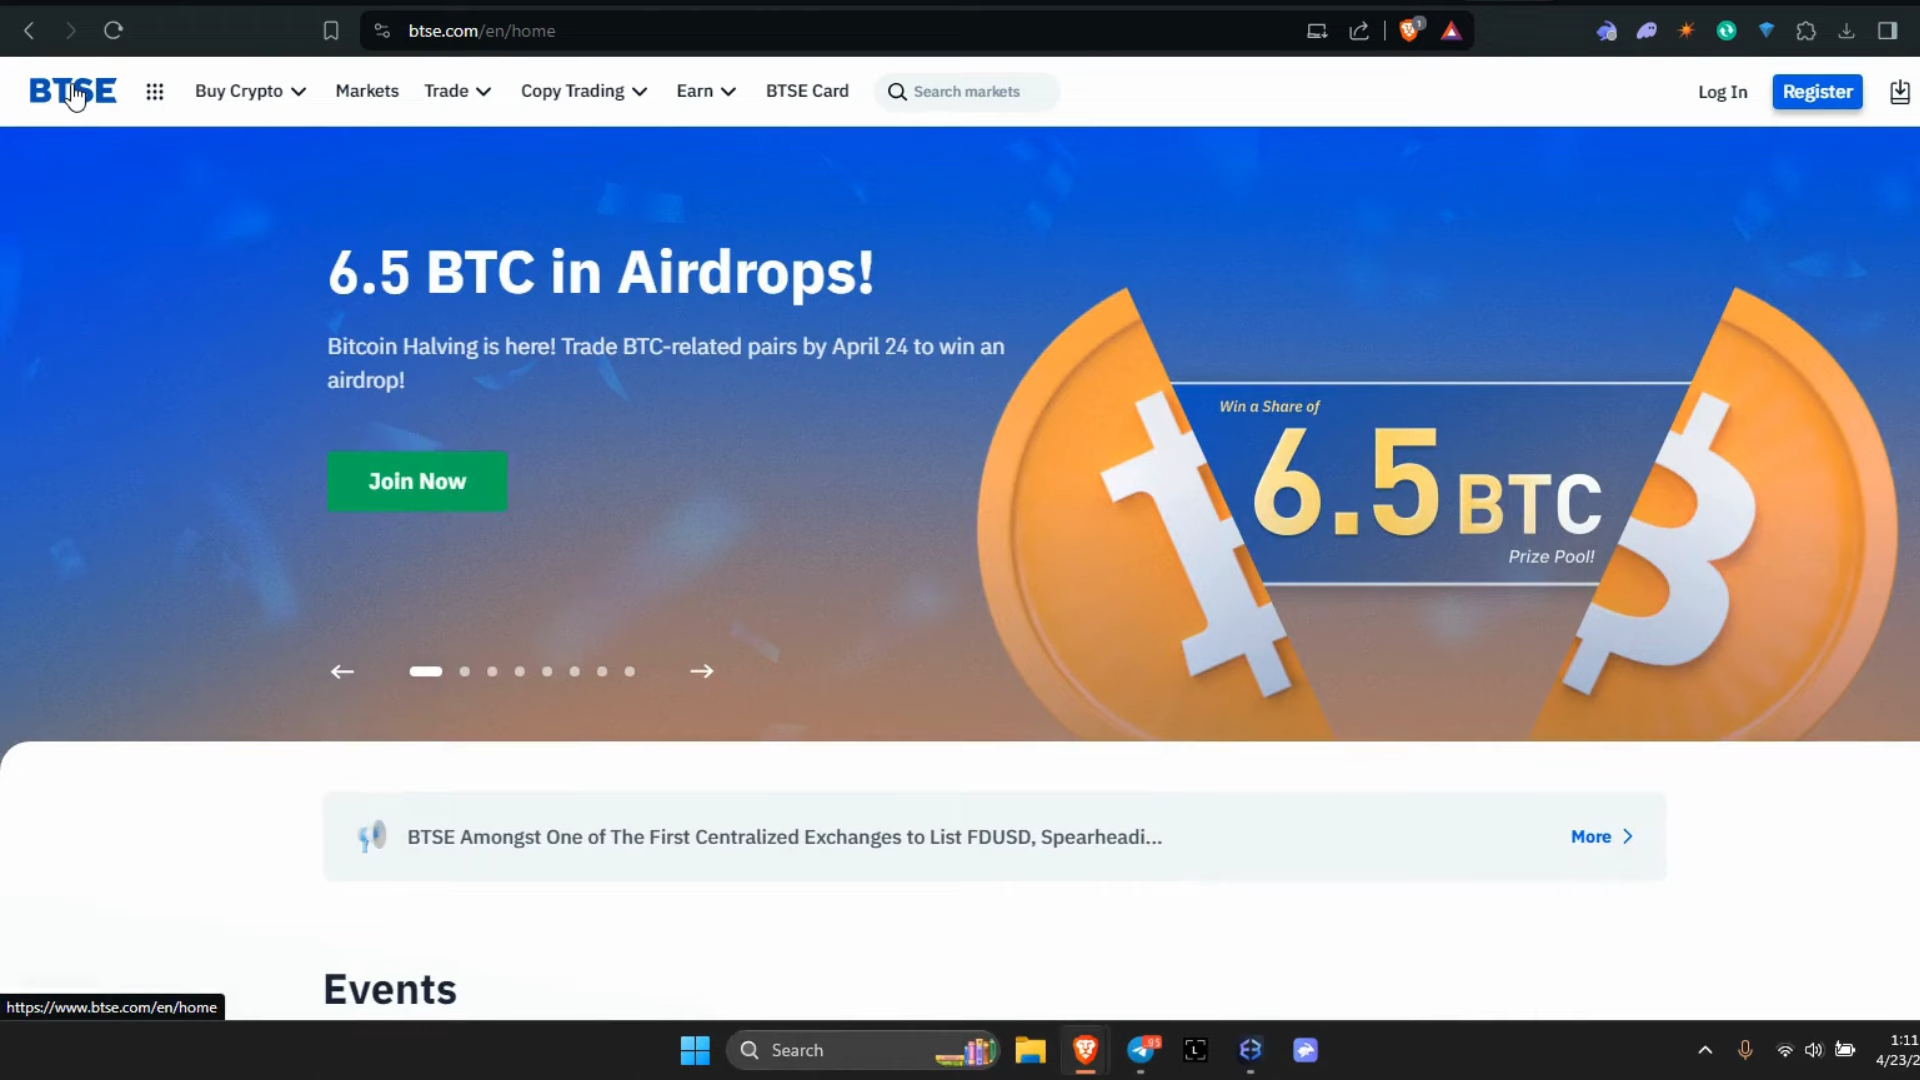 btse.com/en/home
1
BTSE
Buy Crypto
Markets
Trade
Copy Trading
Earn
BTSE Card
Search markets
Log In
Register
6.5 BTC in Airdrops!
Bitcoin Halving is here! Trade BTC-related pairs by April 24 to win an
airdrop!
Join Now
Win a Share of
6.5 BTC
Prize Pool!
BTSE Amongst One of The First Centralized Exchanges to List FDUSD, Spearheadi...
More
Events
https://www.btse.com/en/home
Search
95
1:11
4/23/2